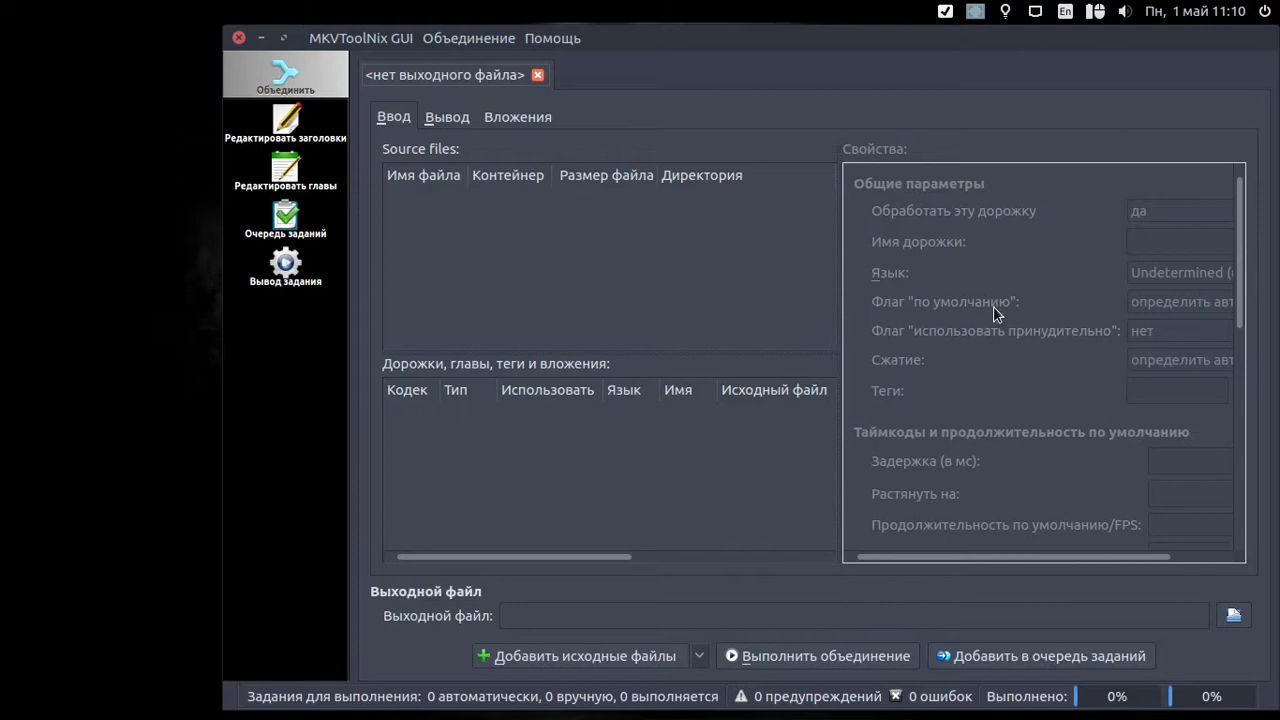 En Пн, 1 май 11:10
MKVToolNix GUI Объединение Помощь
Объединить
Редактировать заголовки
Редактировать главы
Очередь заданий
Вывод задания
<нет выходного файла>
Ввод Вывод Вложения
Source files:
Имя файла Контейнер Размер файла Директория
Дорожки, главы, теги и вложения:
Кодек Тип Использовать Язык Имя Исходный файл
Свойства:
Общие параметры
Обработать эту дорожку да
Имя дорожки:
Язык: Undetermined (
Флаг "по умолчанию": определить авт
Флаг "использовать принудительно": нет
Сжатие: определить авт
Теги:
Таймкоды и продолжительность по умолчанию
Задержка (в мс):
Растянуть на:
Продолжительность по умолчанию/FPS:
Выходной файл
Выходной файл:
Добавить исходные файлы Выполнить объединение Добавить в очередь заданий
Задания для выполнения: 0 автоматически, 0 вручную, 0 выполняется 0 предупреждений 0 ошибок Выполнено: 0% 0%